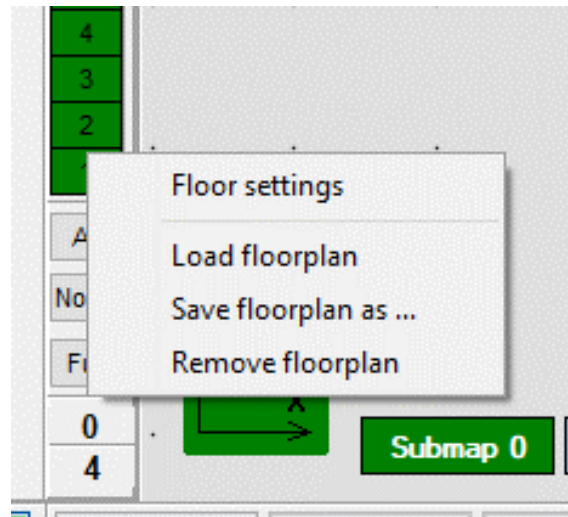 4
3
2
Floor settings
Load floorplan
Save floorplan as ...
Remove floorplan
0
4
X
Submap 0